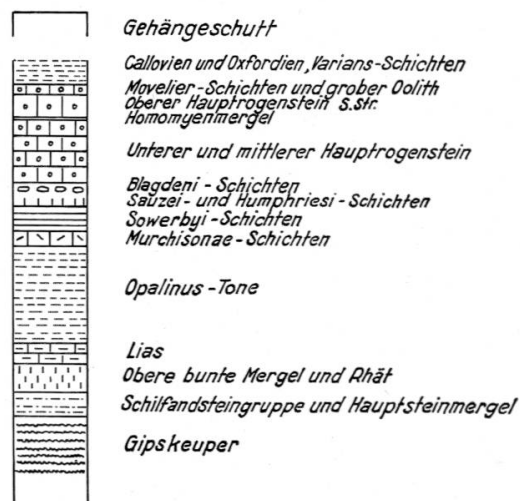 Gehängeschutt
Callovien und Oxfordien, Varians-Schichten
Movelier-Schichten und grober Oolith
Oberer Hauptrogenstein s.str.
Homomyenmergel
Unterer und mittlerer Hauptrogenstein
Blagdeni-Schichten
Sauzei- und Humphriesi-Schichten
Sowerbyi-Schichten
Murchisonae-Schichten
Opalinus-Tone
Lias
Obere bunte Mergel und Rhät
Schilfandsteingruppe und Hauptsteinmergel
Gipskeuper